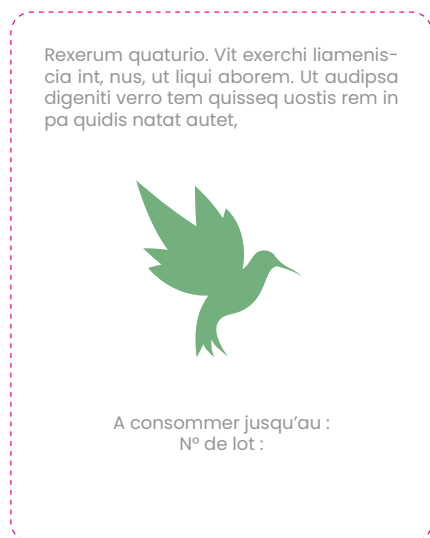 Rexerum quaturio. Vit exerchi liamenis-
cia int, nus, ut liqui aborem. Ut audipsa
digeniti verro tem quisseq uostis rem in
pa quidis natat autet,
A consommer jusqu’au :
N° de lot :